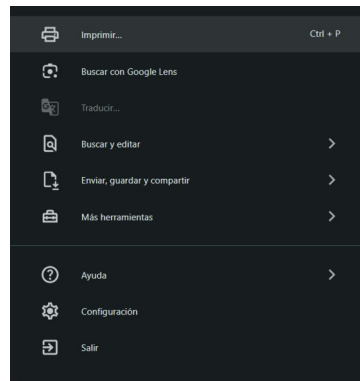 Imprimir... Ctrl + P
Buscar con Google Lens
Traducir...
Buscar y editar
Enviar, guardar y compartir
Más herramientas
Ayuda
Configuración
Salir